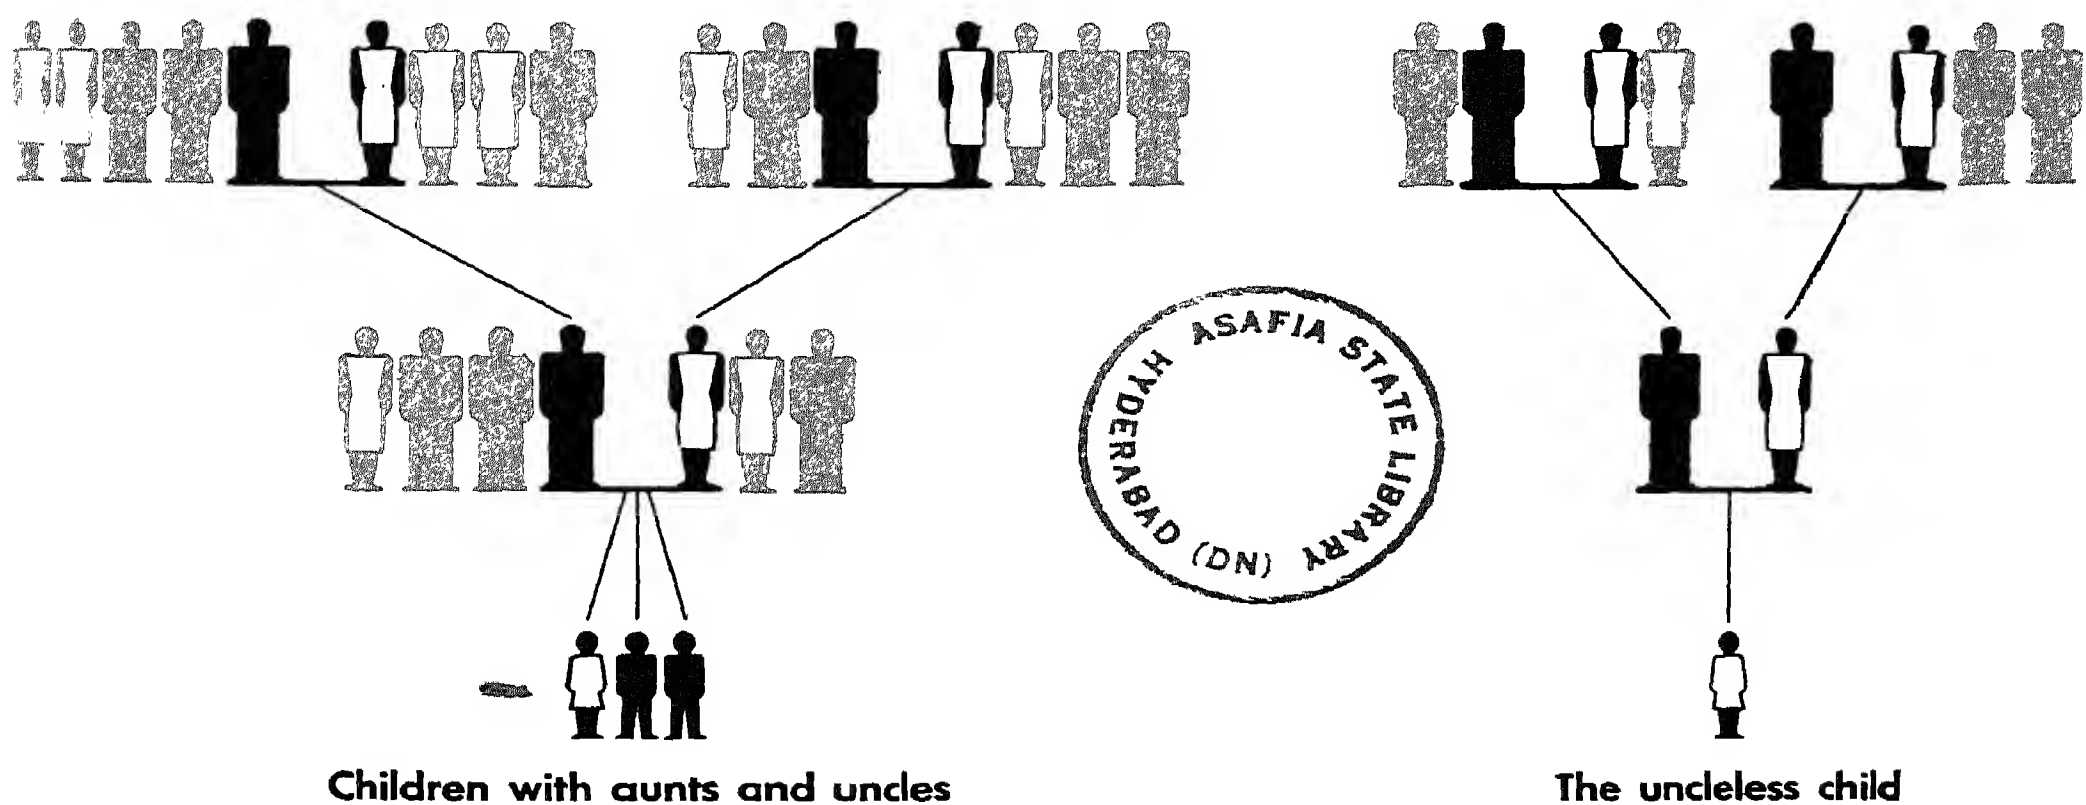 HYDERABAD (DN) ASAFIA STATE LIBRARY
Children with aunts and uncles
The uncleless child